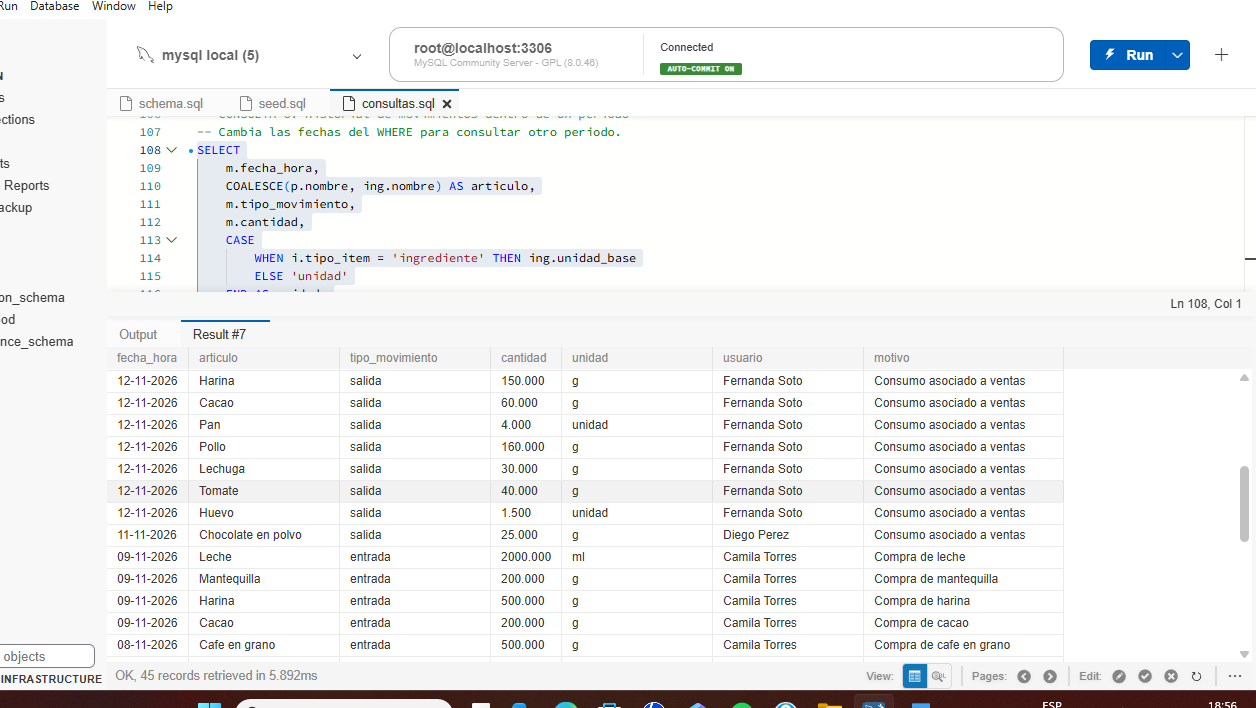 Run Database Window Help
mysql local (5)
root@localhost:3306
MySQL Community Server - GPL (8.0.46)
Connected
AUTO-COMMIT ON
Run
ections
ts
Reports
ackup
on_schema
od
nce_schema
objects
INFRASTRUCTURE
schema.sql seed.sql consultas.sql
107 -- Cambia las fechas del WHERE para consultar otro periodo.
108 SELECT
109 m.fecha_hora,
110 COALESCE(p.nombre, ing.nombre) AS articulo,
111 m.tipo_movimiento,
112 m.cantidad,
113 CASE
114 WHEN i.tipo_item = 'ingrediente' THEN ing.unidad_base
115 ELSE 'unidad'
Ln 108, Col 1
Output Result #7
fecha_hora articulo tipo_movimiento cantidad unidad usuario motivo
12-11-2026 Harina salida 150.000 g Fernanda Soto Consumo asociado a ventas
12-11-2026 Cacao salida 60.000 g Fernanda Soto Consumo asociado a ventas
12-11-2026 Pan salida 4.000 unidad Fernanda Soto Consumo asociado a ventas
12-11-2026 Pollo salida 160.000 g Fernanda Soto Consumo asociado a ventas
12-11-2026 Lechuga salida 30.000 g Fernanda Soto Consumo asociado a ventas
12-11-2026 Tomate salida 40.000 g Fernanda Soto Consumo asociado a ventas
12-11-2026 Huevo salida 1.500 unidad Fernanda Soto Consumo asociado a ventas
11-11-2026 Chocolate en polvo salida 25.000 g Diego Perez Consumo asociado a ventas
09-11-2026 Leche entrada 2000.000 ml Camila Torres Compra de leche
09-11-2026 Mantequilla entrada 200.000 g Camila Torres Compra de mantequilla
09-11-2026 Harina entrada 500.000 g Camila Torres Compra de harina
09-11-2026 Cacao entrada 200.000 g Camila Torres Compra de cacao
08-11-2026 Cafe en grano entrada 500.000 g Camila Torres Compra de cafe en grano
OK, 45 records retrieved in 5.892ms
View: Pages: Edit:
ESP
18:56